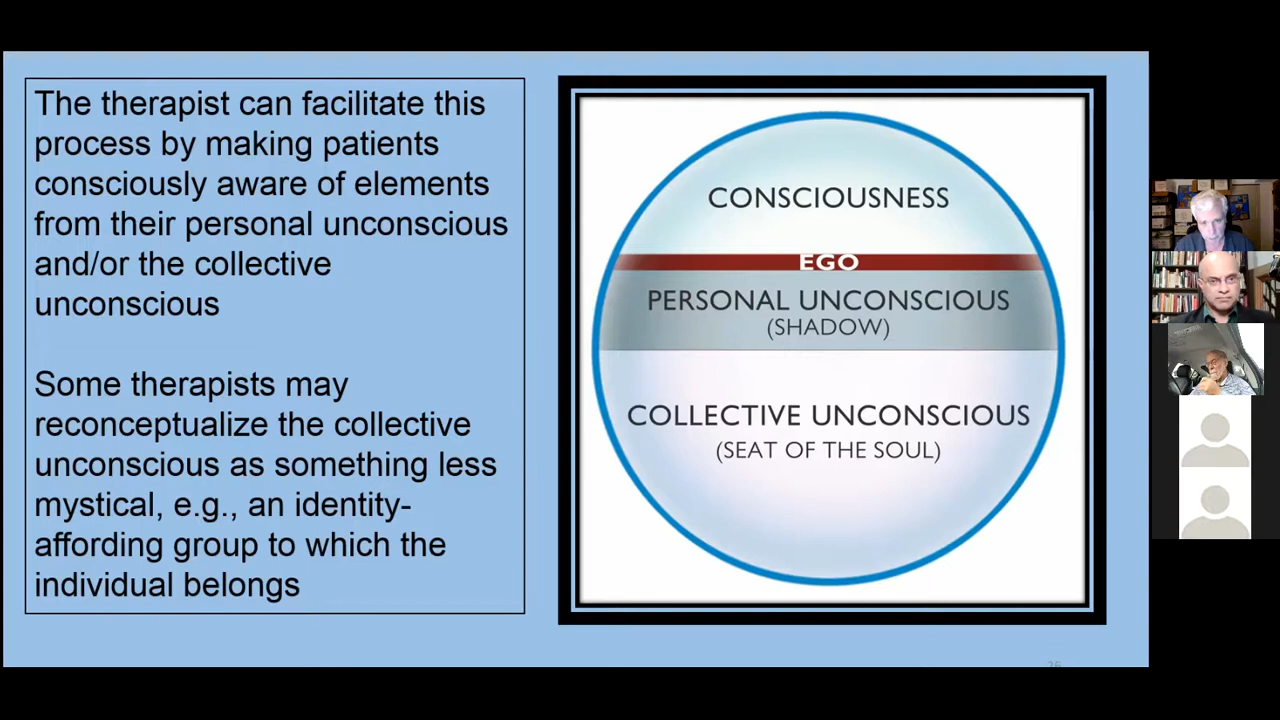 The therapist can facilitate this
process by making patients
consciously aware of elements
from their personal unconscious
and/or the collective
unconscious
Some therapists may
reconceptualize the collective
unconscious as something less
mystical, e.g., an identity-
affording group to which the
individual belongs
CONSCIOUSNESS
EGO
PERSONAL UNCONSCIOUS
(SHADOW)
COLLECTIVE UNCONSCIOUS
(SEAT OF THE SOUL)